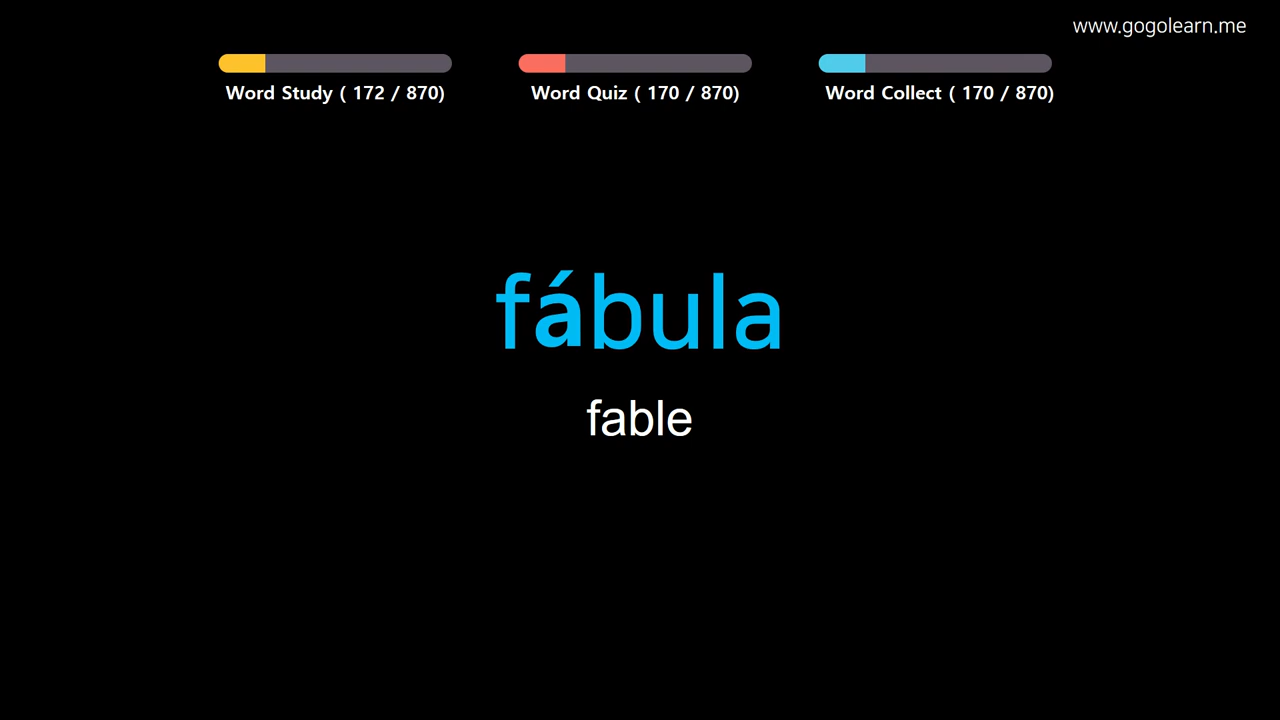 www.gogolearn.me
Word Study ( 172 / 870)
Word Quiz ( 170 / 870)
Word Collect ( 170 / 870)
fábula
fable